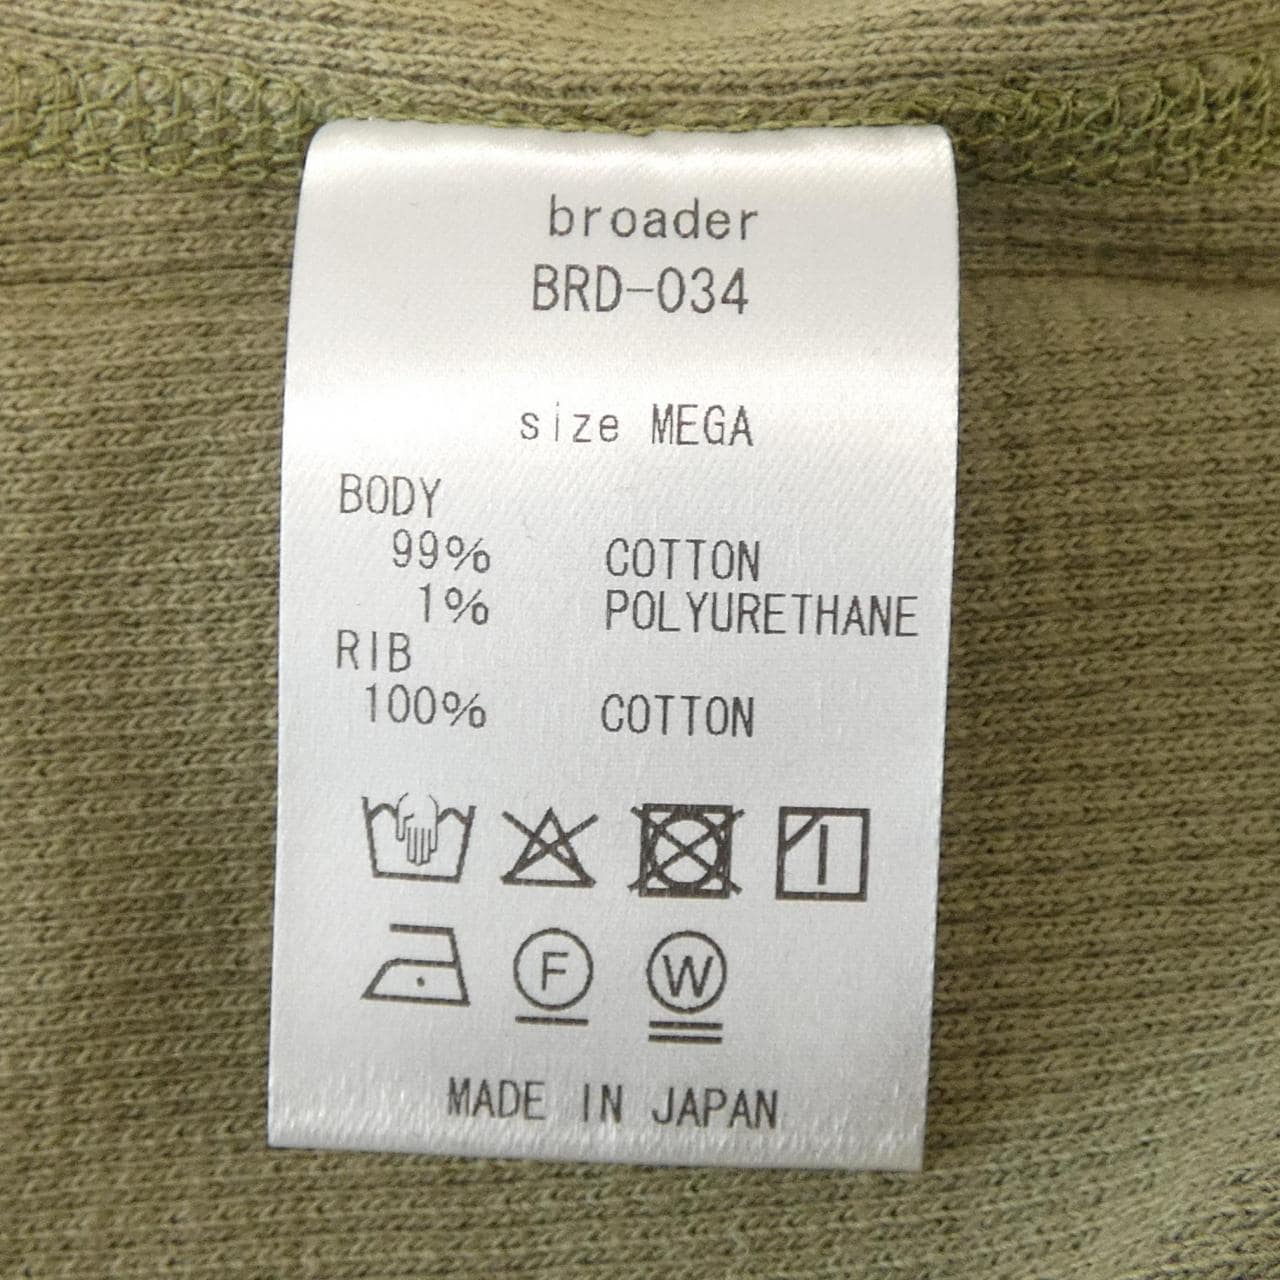 broader
BRD-034
size MEGA
BODY
99% COTTON
1% POLYURETHANE
RIB
100% COTTON
F W
MADE IN JAPAN